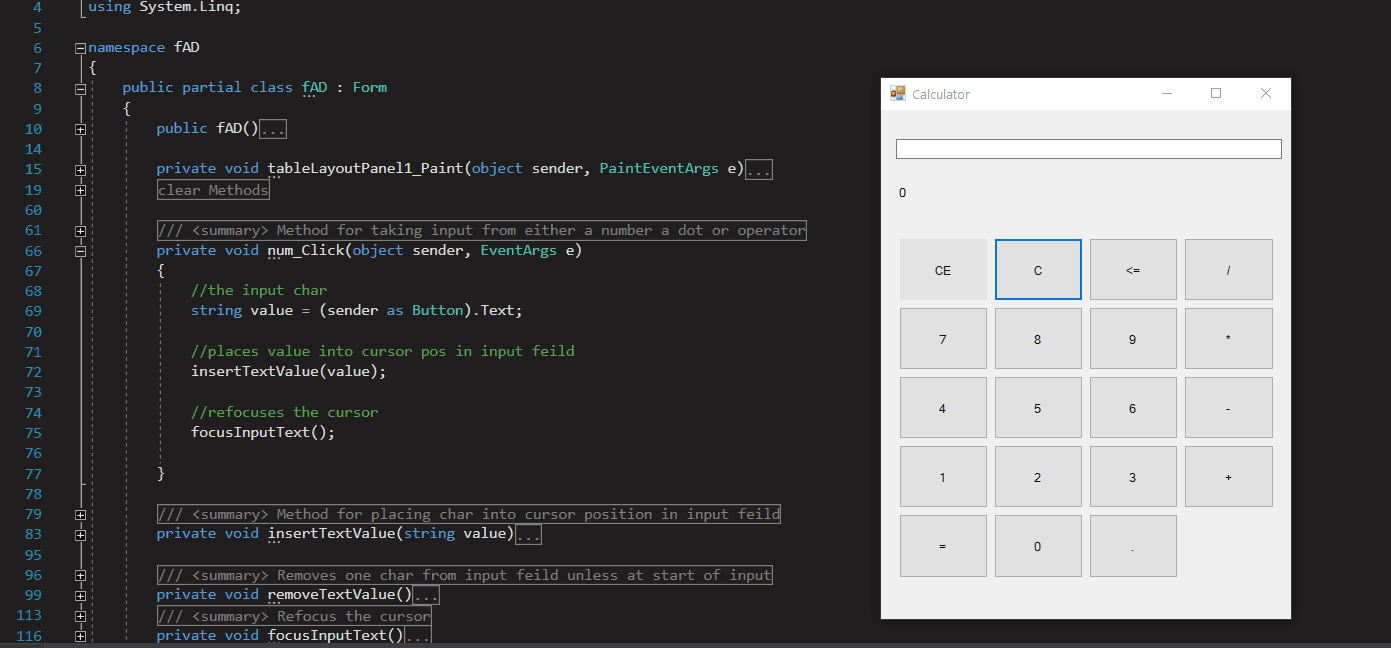 4 using System.Linq;
5
6 namespace fAD
7 {
8 public partial class fAD : Form
9 {
10 public fAD()...
14
15 private void tableLayoutPanel1_Paint(object sender, PaintEventArgs e)...
19 clear Methods
60
61 /// <summary> Method for taking input from either a number a dot or operator
66 private void num_Click(object sender, EventArgs e)
67 {
68 //the input char
69 string value = (sender as Button).Text;
70
71 //places value into cursor pos in input feild
72 insertTextValue(value);
73
74 //refocuses the cursor
75 focusInputText();
76
77 }
78
79 /// <summary> Method for placing char into cursor position in input feild
83 private void insertTextValue(string value)...
95
96 /// <summary> Removes one char from input feild unless at start of input
99 private void removeTextValue()...
113 /// <summary> Refocus the cursor
116 private void focusInputText()...
Calculator
0
CE C <= /
7 8 9 *
4 5 6 -
1 2 3 +
= 0 .